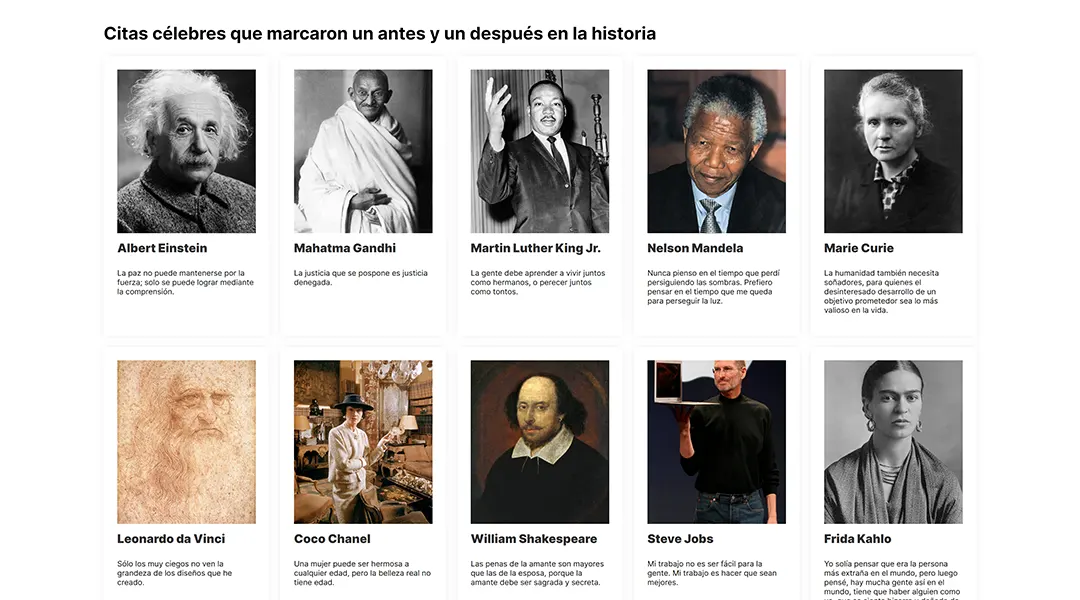 Citas célebres que marcaron un antes y un después en la historia
Albert Einstein
La paz no puede mantenerse por la
fuerza; solo se puede lograr mediante
la comprensión.
Mahatma Gandhi
La justicia que se pospone es justicia
denegada.
Martin Luther King Jr.
La gente debe aprender a vivir juntos
como hermanos, o perecer juntos
como tontos.
Nelson Mandela
Nunca pienso en el tiempo que perdí
persiguiendo las sombras. Prefiero
pensar en el tiempo que me queda
para perseguir la luz.
Marie Curie
La humanidad también necesita
soñadores, para quienes el
desinteresado desarrollo de un
objetivo prometedor sea lo más
valioso en la vida.
Leonardo da Vinci
Sólo los muy ciegos no ven la
grandeza de los diseños que he
creado.
Coco Chanel
Una mujer puede ser hermosa a
cualquier edad, pero la belleza real no
tiene edad.
William Shakespeare
Las penas de la amante son mayores
que las de la esposa, porque la
amante debe ser sagrada y secreta.
Steve Jobs
Mi trabajo no es ser fácil para la
gente. Mi trabajo es hacer que sean
mejores.
Frida Kahlo
Yo solía pensar que era la persona
más extraña en el mundo, pero luego
pensé, hay mucha gente así en el
mundo, tiene que haber alguien como